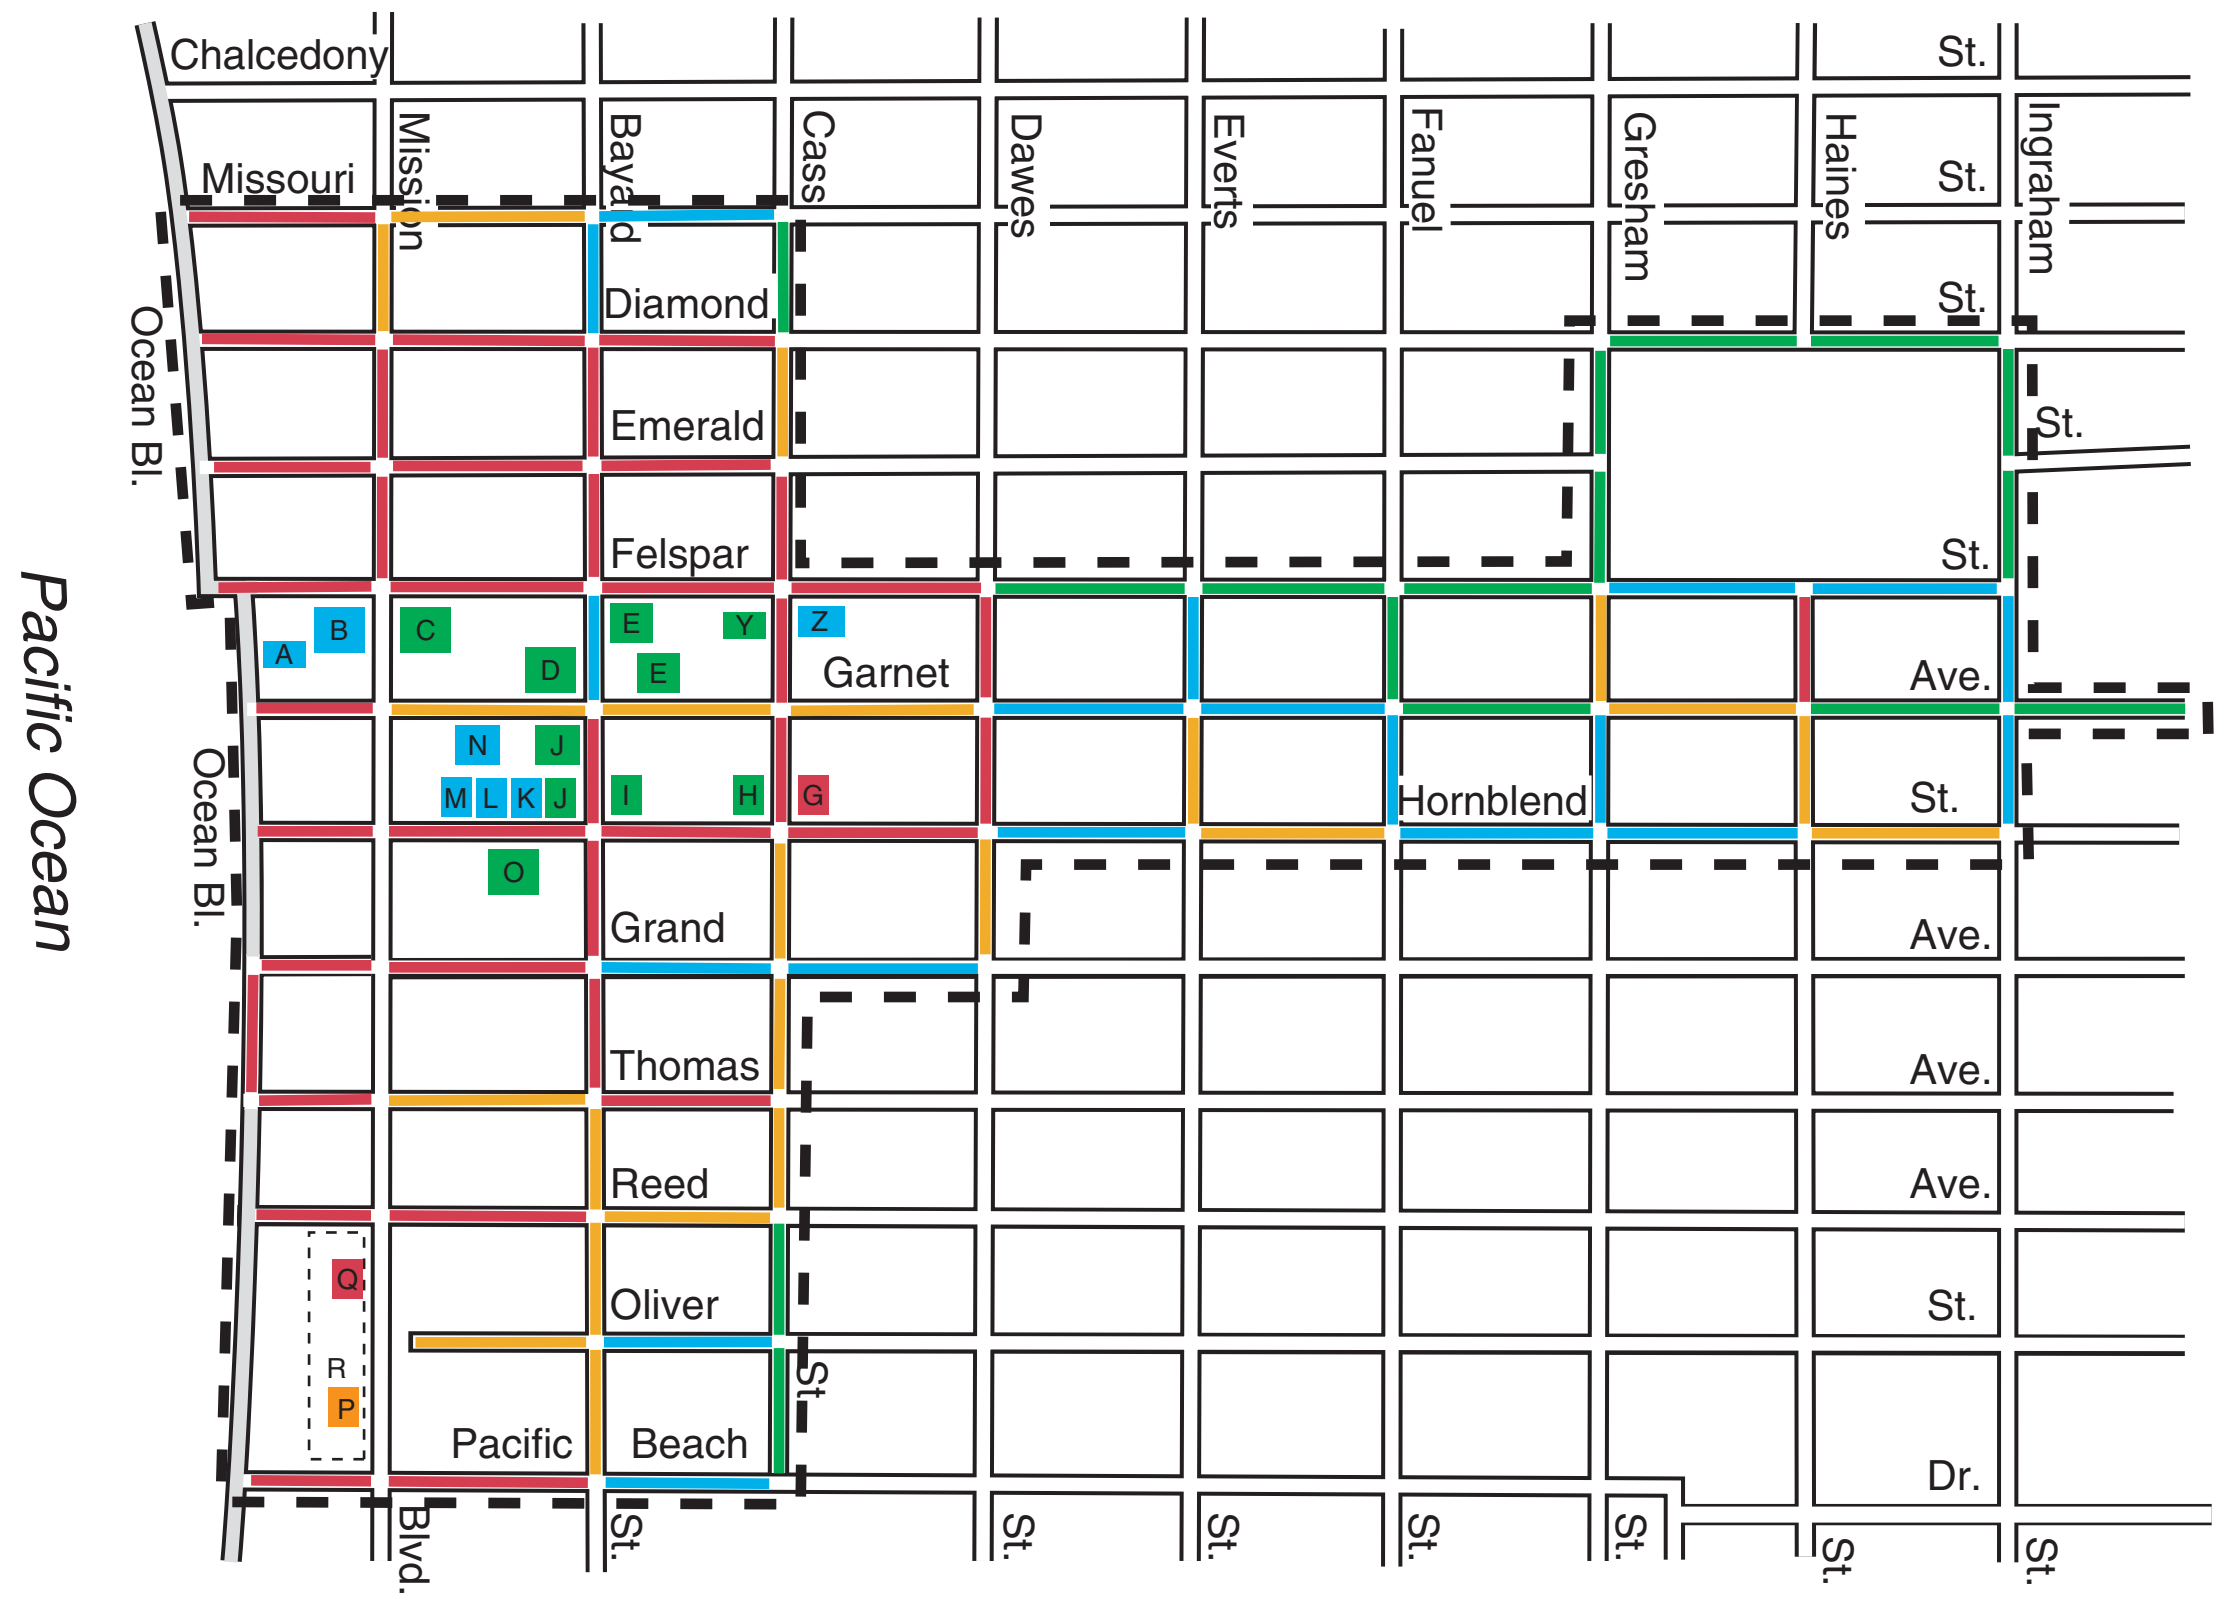 Chalcedony St.
Mission
Bayard
Cass
Dawes
Everts
Fanuel
Gresham
Haines
Ingraham
Missouri St.
Diamond St.
Ocean Bl.
Emerald St.
Felspar St.
Pacific Ocean
A
B
C
D
E
E
Y
Z
Garnet Ave.
Ocean Bl.
N
J
M
L
K
J
I
H
G
Hornblend St.
O
Grand Ave.
Thomas Ave.
Reed Ave.
Q
Oliver St.
R
P
St.
Pacific Beach Dr.
Blvd.
St.
St.
St.
St.
St.
St.
St.